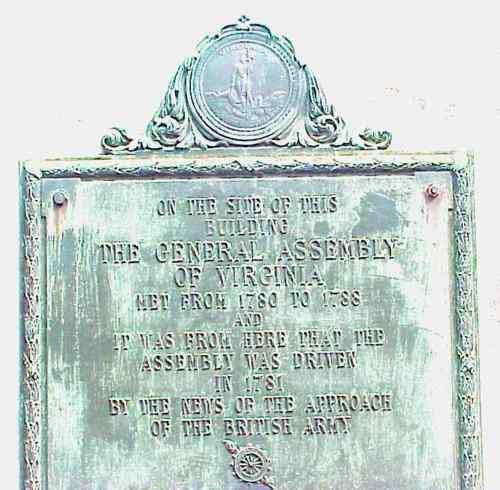 ON THE SITE OF THIS
BUILDING
THE GENERAL ASSEMBLY
OF VIRGINIA
MET FROM 1780 TO 1788
AND
IT WAS FROM HERE THAT THE
ASSEMBLY WAS DRIVEN
IN 1781
BY THE NEWS OF THE APPROACH
OF THE BRITISH ARMY